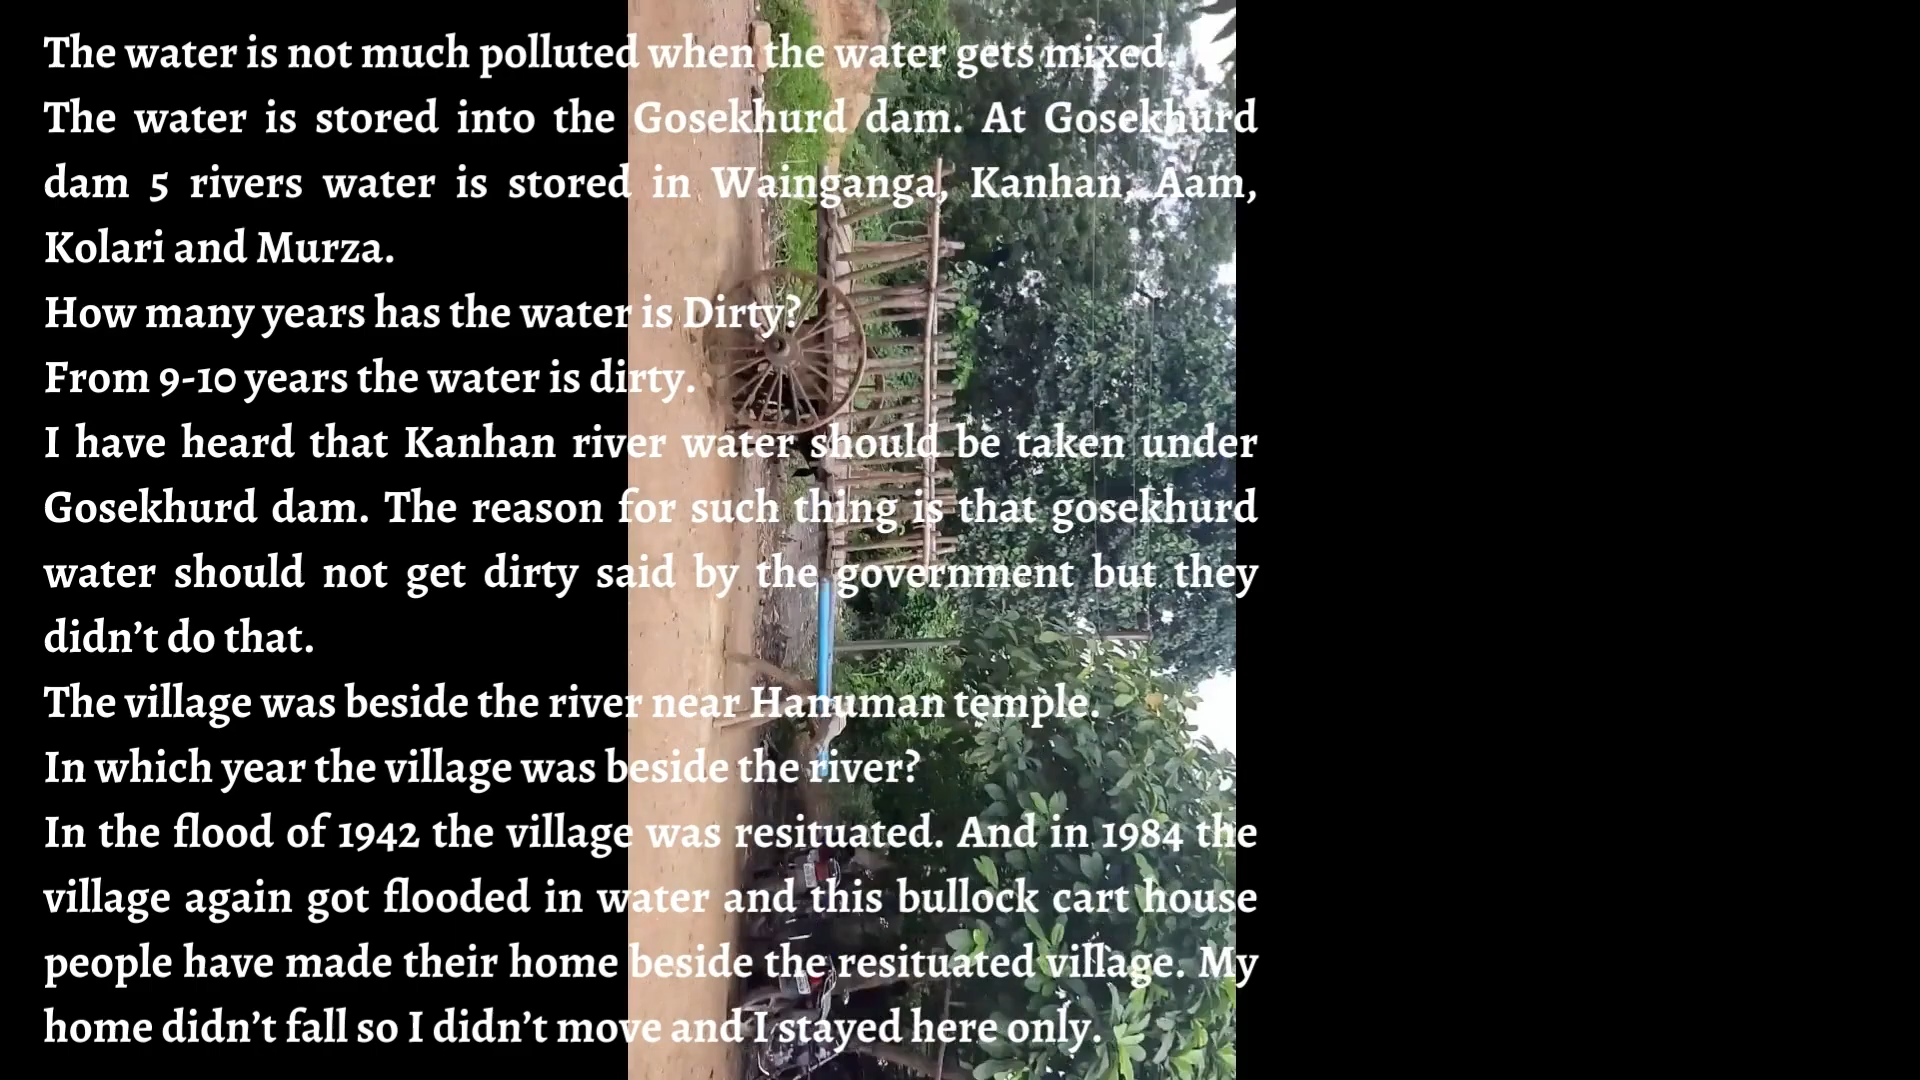 The water is not much polluted when the water gets mixed.
The water is stored into the Gosekhurd dam. At Gosekhurd
dam 5 rivers water is stored in Wainganga, Kanhan, Aam,
Kolari and Murza.
How many years has the water is Dirty?
From 9-10 years the water is dirty.
I have heard that Kanhan river water should be taken under
Gosekhurd dam. The reason for such thing is that gosekhurd
water should not get dirty said by the government but they
didn’t do that.
The village was beside the river near Hanuman temple.
In which year the village was beside the river?
In the flood of 1942 the village was resituated. And in 1984 the
village again got flooded in water and this bullock cart house
people have made their home beside the resituated village. My
home didn’t fall so I didn’t move and I stayed here only.